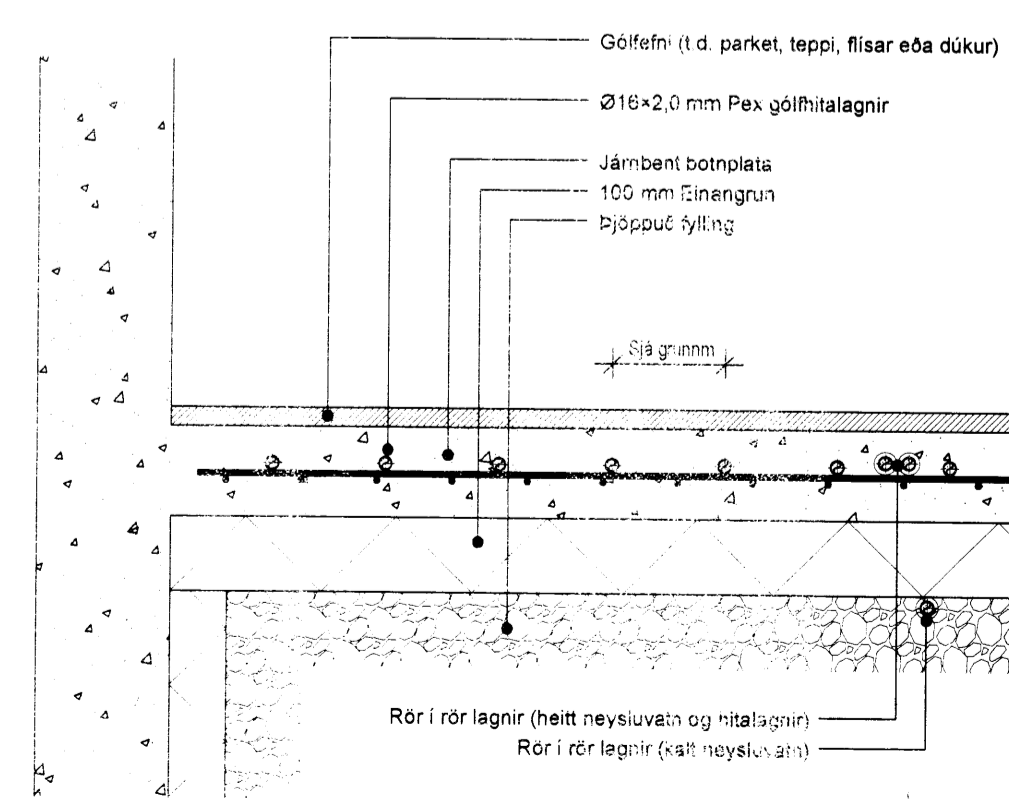 Gólfefni (t.d. parket, teppi, flísar eða dúkur)
Ø16×2,0 mm Pex gólfhitalagnir
Járnbent botnplata
100 mm Einangrun
Þjöppuð fylling
Sjá grunnm
Rör í rör lagnir (heitt neysluvatn og hitalagnir)
Rör í rör lagnir (kalt neysluvatn)